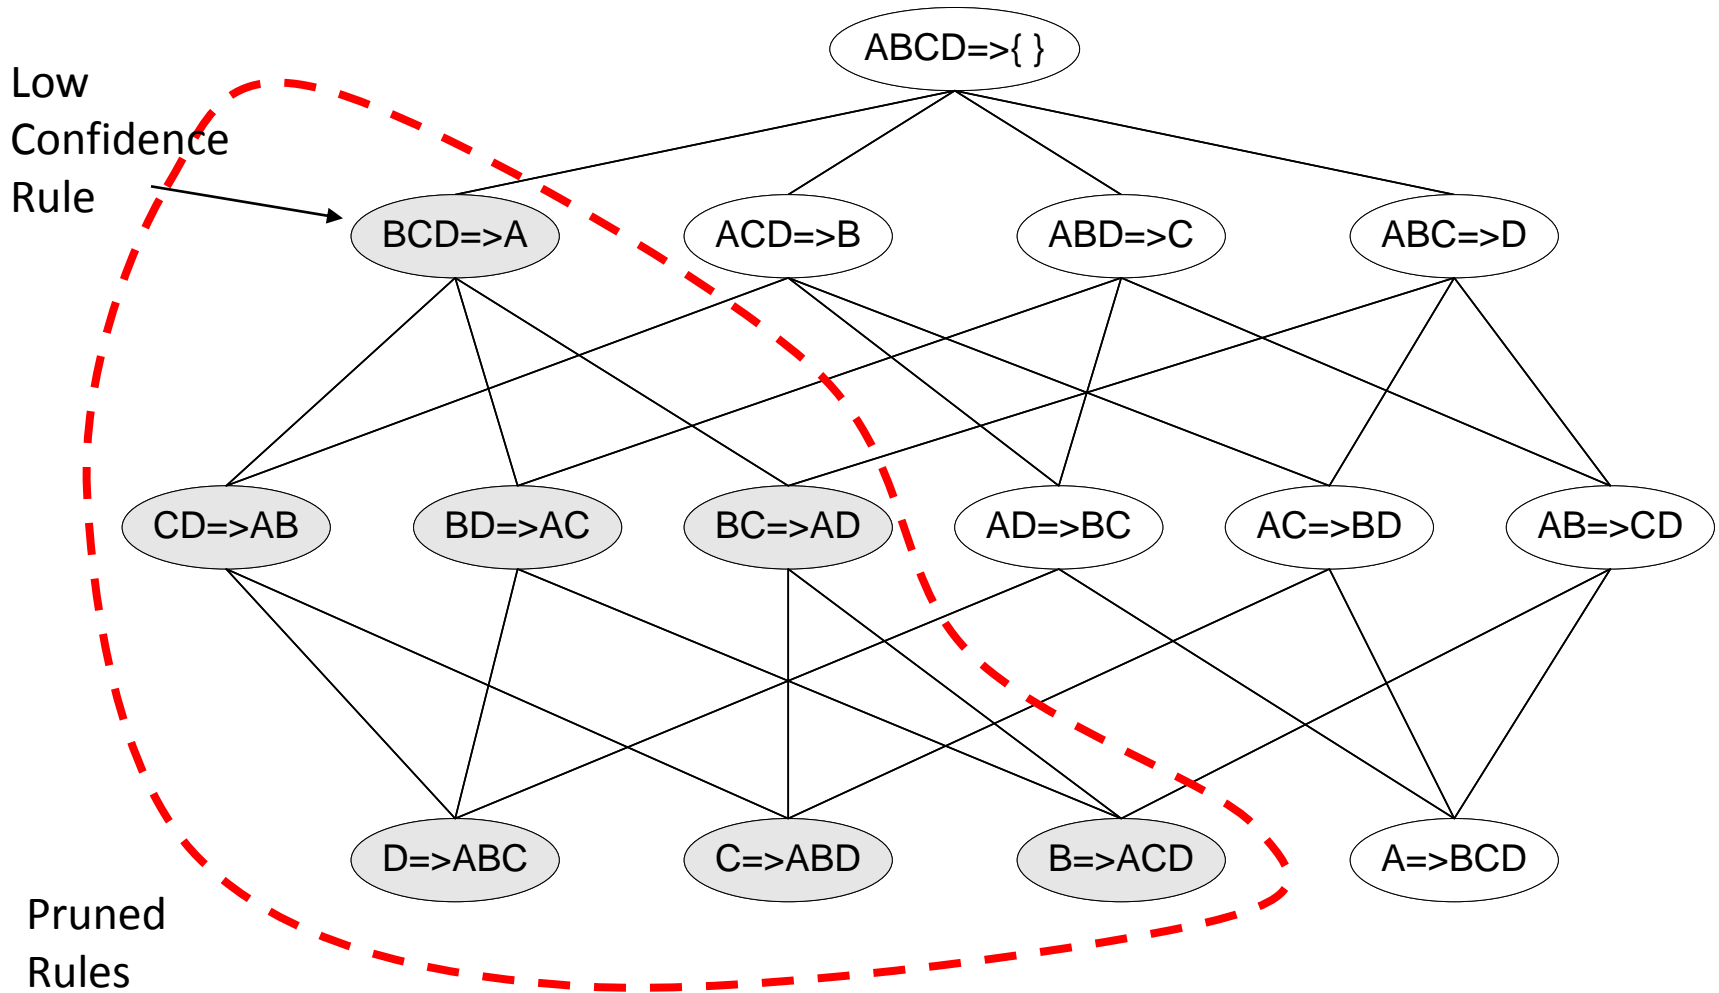 ABCD=>{ }
Low
Confidence
Rule
BCD=>A
ACD=>B
ABD=>C
ABC=>D
CD=>AB
BD=>AC
BC=>AD
AD=>BC
AC=>BD
AB=>CD
D=>ABC
C=>ABD
B=>ACD
A=>BCD
Pruned
Rules